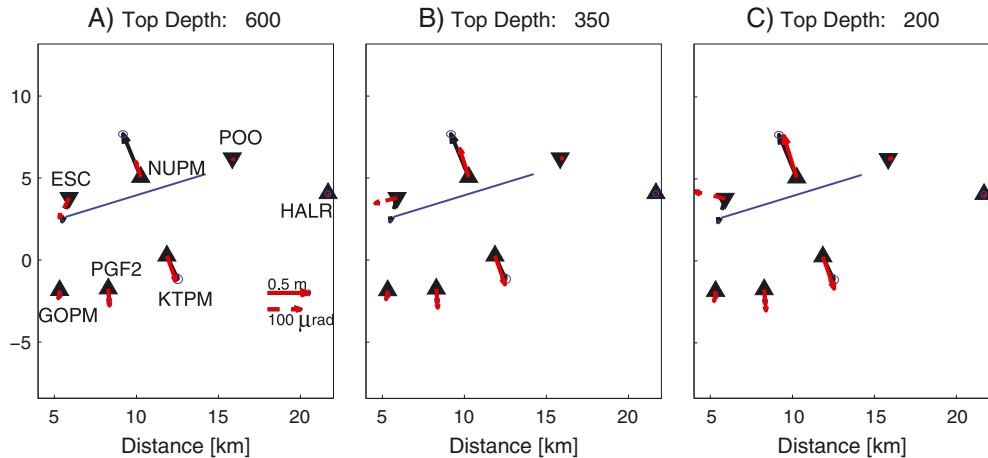 A) Top Depth: 600
B) Top Depth: 350
C) Top Depth: 200
10
5
0
−5
POO
NUPM
ESC
HALR
PGF2
KTPM
GOPM
0.5 m
100 μrad
5 10 15 20
5 10 15 20
5 10 15 20
Distance [km]
Distance [km]
Distance [km]